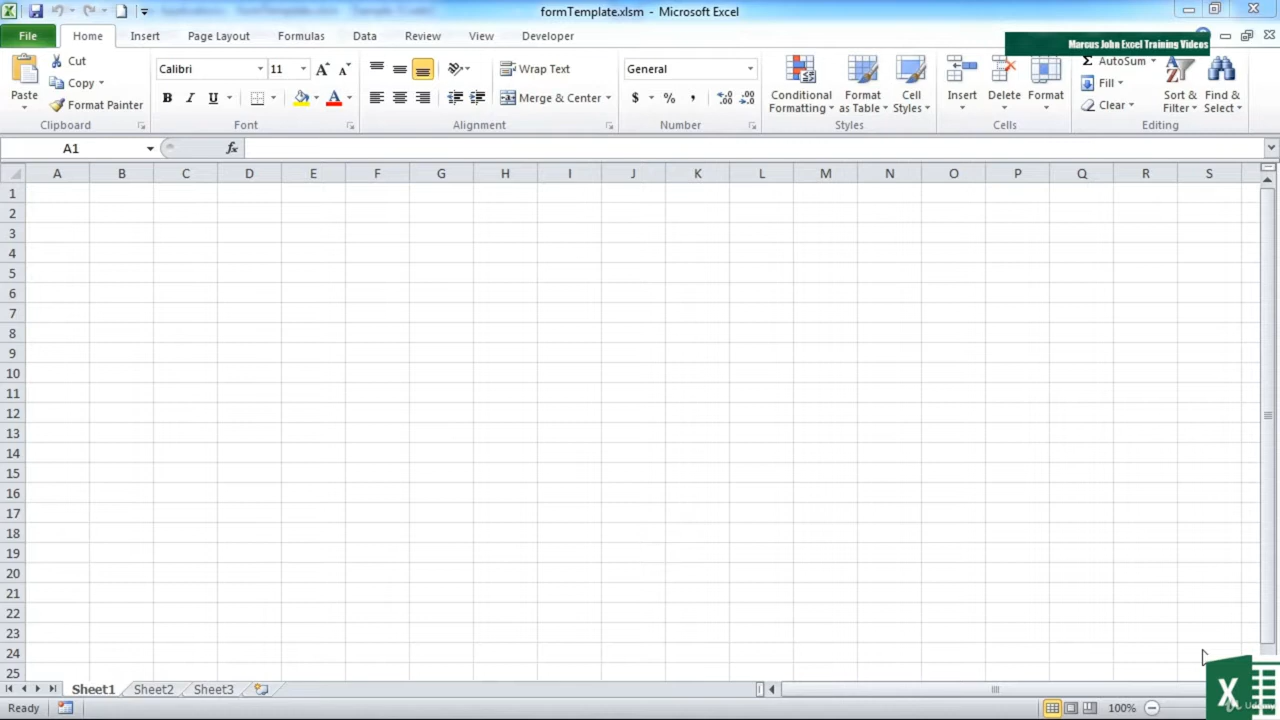 formTemplate.xlsm - Microsoft Excel
File Home Insert Page Layout Formulas Data Review View Developer
Marcus John Excel Training Videos
Paste
Cut
Copy
Format Painter
Clipboard
Calibri 11
B I U A
Font
Wrap Text
Merge & Center
Alignment
General
$ % ,
Number
Conditional Formatting
Format as Table
Cell Styles
Styles
Insert Delete Format
Cells
Σ AutoSum
Fill
Clear
Sort & Filter
Find & Select
Editing
A1 fx
A B C D E F G H I J K L M N O P Q R S
1
2
3
4
5
6
7
8
9
10
11
12
13
14
15
16
17
18
19
20
21
22
23
24
25
Sheet1 Sheet2 Sheet3
Ready 100%
Udemy